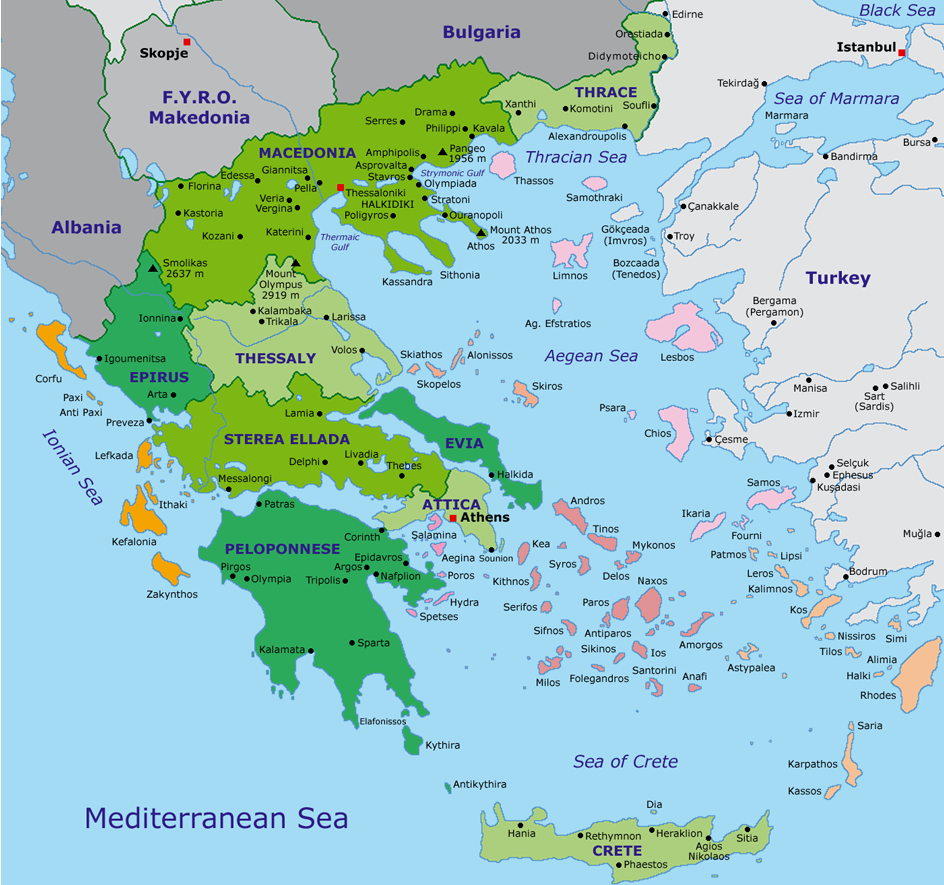 Black Sea
Edirne
Bulgaria
Orestiada
Skopje
Istanbul
Didymoteicho
Tekirdağ
F.Y.R.O.
Makedonia
THRACE
Sea of Marmara
Xanthi
Komotini
Soufli
Marmara
Drama
Serres
Philippi
Kavala
Alexandroupolis
Bursa
MACEDONIA
Amphipolis
Pangeo
1956 m
Thracian Sea
Bandirma
Asprovalta
Giannitsa
Edessa
Strymonic Gulf
Stavros
Thassos
Florina
Pella
Olympiada
Thessaloniki
Samothraki
Veria
HALKIDIKI
Stratoni
Vergina
Çanakkale
Kastoria
Poligyros
Ouranopoli
Albania
Gökçeada
(Imvros)
Mount Athos
2033 m
Kozani
Katerini
Thermaic
Gulf
Troy
Athos
Bozcaada
(Tenedos)
Smolikas
2637 m
Mount
Olympus
2919 m
Sithonia
Limnos
Kassandra
Turkey
Bergama
(Pergamon)
Ionnina
Kalambaka
Trikala
Larissa
Ag. Efstratios
Volos
Skiathos
Alonissos
Aegean Sea
Lesbos
Igoumenitsa
THESSALY
EPIRUS
Corfu
Skopelos
Skiros
Manisa
Salihli
Sart
(Sardis)
Arta
Paxi
Anti Paxi
Lamia
Psara
Izmir
Preveza
Ionian Sea
STEREA ELLADA
EVIA
Chios
Çeşme
Lefkada
Livadia
Delphi
Thebes
Selçuk
Ephesus
Kuşadasi
Messalongi
Halkida
Samos
Ithaki
Patras
ATTICA
Andros
Athens
Ikaria
Kefalonia
Corinth
Salamina
Tinos
Fourni
Muğla
PELOPONNESE
Epidavros
Aegina
Sounion
Kea
Mykonos
Patmos
Lipsi
Pirgos
Olympia
Argos
Tripolis
Nafplion
Poros
Kithnos
Syros
Delos
Naxos
Leros
Bodrum
Zakynthos
Kalimnos
Hydra
Serifos
Paros
Kos
Spetses
Sifnos
Antiparos
Nissiros
Simi
Sparta
Kalamata
Sikinos
Ios
Amorgos
Astypalea
Tilos
Alimia
Milos
Folegandros
Santorini
Anafi
Halki
Rhodes
Elafonissos
Saria
Kythira
Sea of Crete
Karpathos
Antikythira
Kassos
Mediterranean Sea
Dia
Hania
Rethymnon
Heraklion
Sitia
CRETE
Agios
Nikolaos
Phaestos